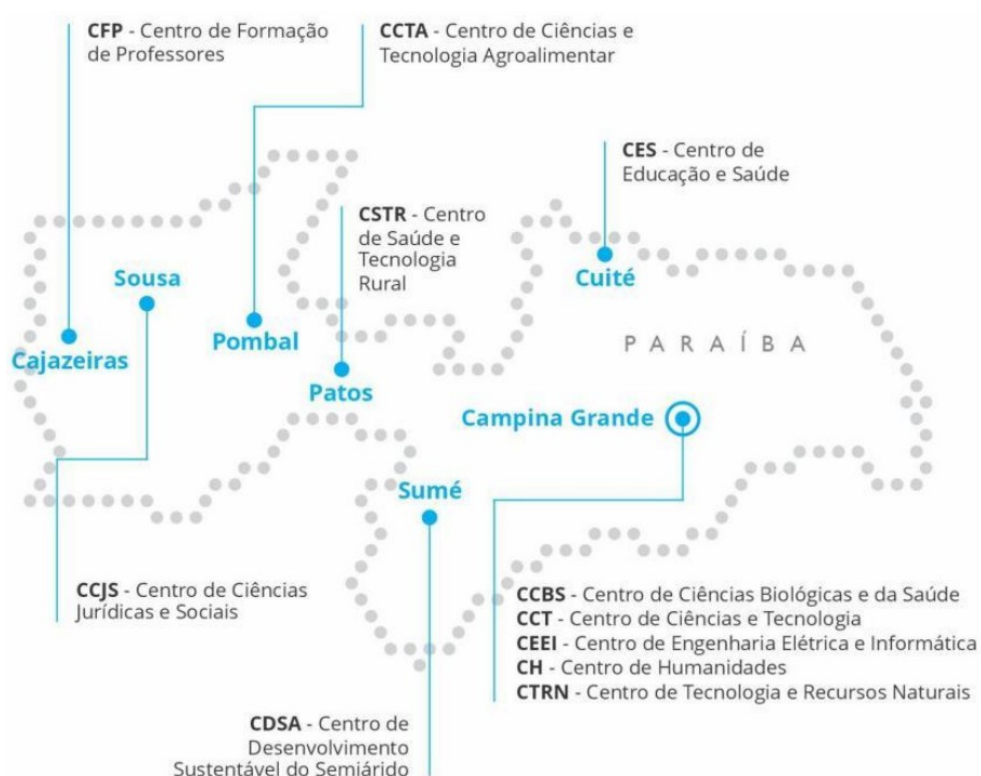 CFP - Centro de Formação
de Professores
CCTA - Centro de Ciências e
Tecnologia Agroalimentar
CES - Centro de
Educação e Saúde
CSTR - Centro
de Saúde e
Tecnologia
Rural
Sousa
Cuité
Pombal
PARAÍBA
Cajazeiras
Patos
Campina Grande
Sumé
CCJS - Centro de Ciências
Jurídicas e Sociais
CCBS - Centro de Ciências Biológicas e da Saúde
CCT - Centro de Ciências e Tecnologia
CEEI - Centro de Engenharia Elétrica e Informática
CH - Centro de Humanidades
CTRN - Centro de Tecnologia e Recursos Naturais
CDSA - Centro de
Desenvolvimento
Sustentável do Semiárido